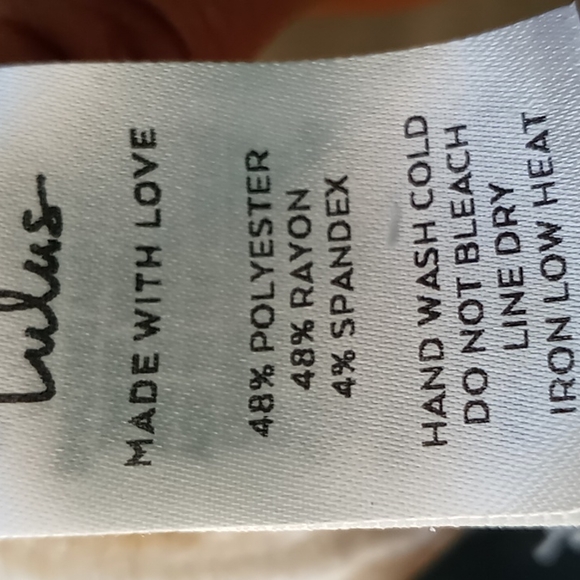 Lulus
MADE WITH LOVE
48% POLYESTER
48% RAYON
4% SPANDEX
HAND WASH COLD
DO NOT BLEACH
LINE DRY
IRON LOW HEAT